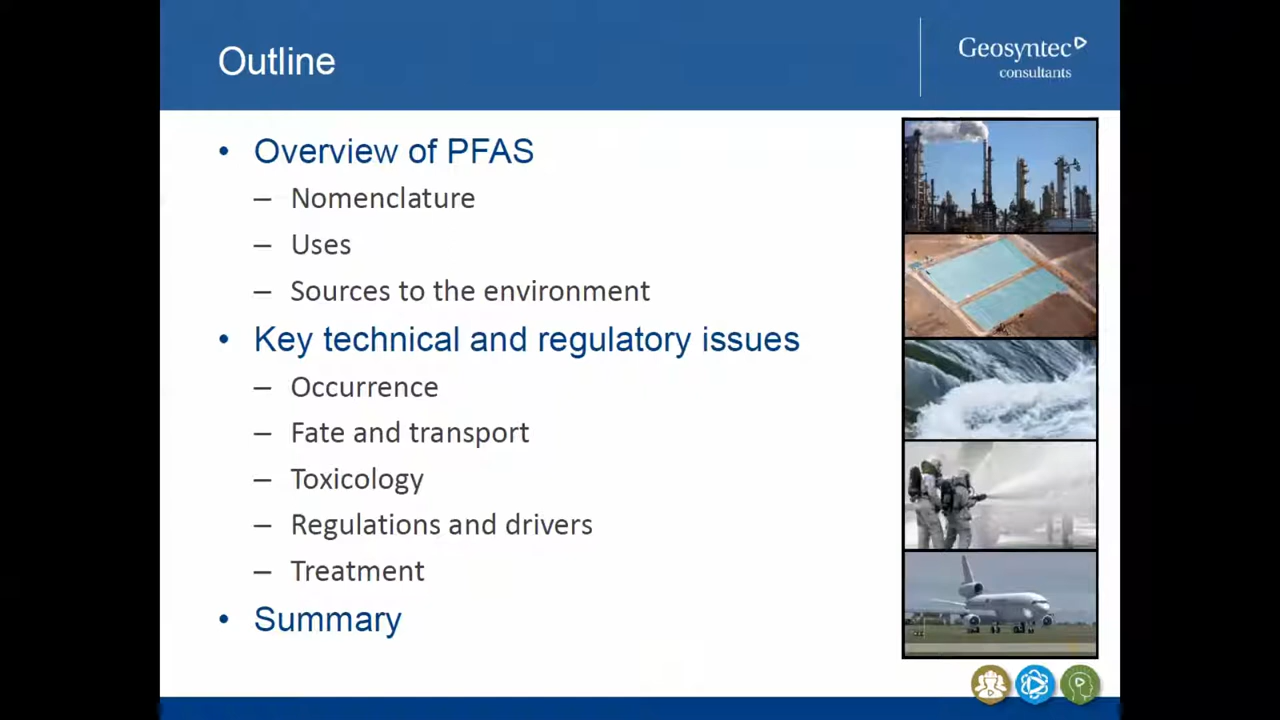 Outline
Geosyntec
consultants
• Overview of PFAS
– Nomenclature
– Uses
– Sources to the environment
• Key technical and regulatory issues
– Occurrence
– Fate and transport
– Toxicology
– Regulations and drivers
– Treatment
• Summary